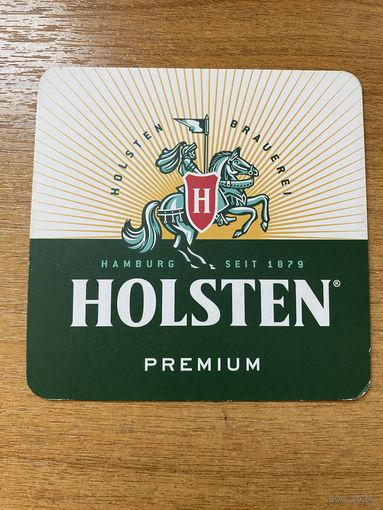 HOLSTEN BRAUEREI
H
HAMBURG SEIT 1879
HOLSTEN®
PREMIUM